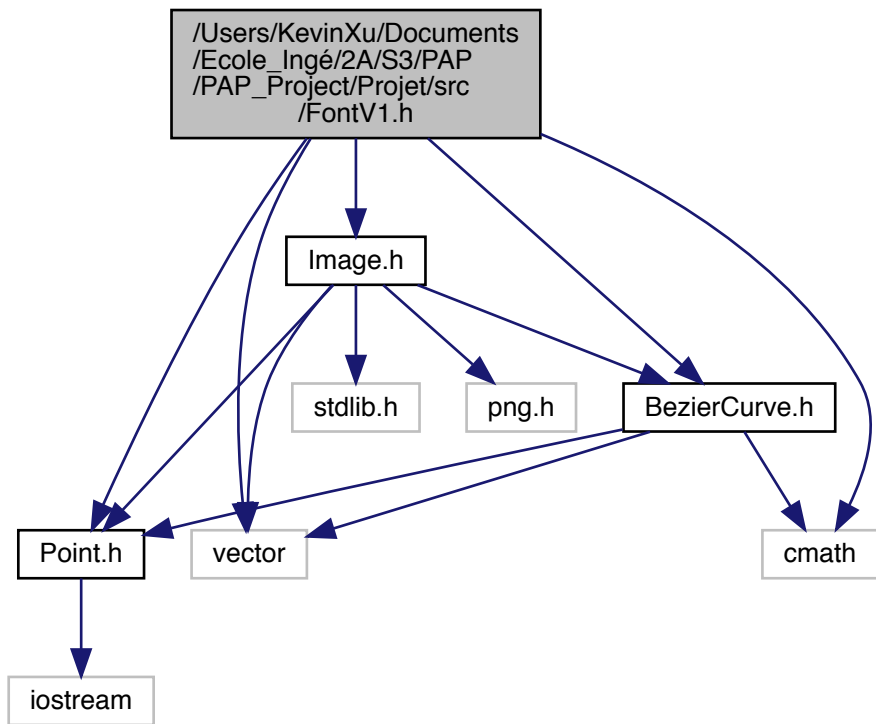 /Users/KevinXu/Documents
/Ecole_Ingé/2A/S3/PAP
/PAP_Project/Projet/src
/FontV1.h
Image.h
stdlib.h
png.h
BezierCurve.h
Point.h
vector
cmath
iostream